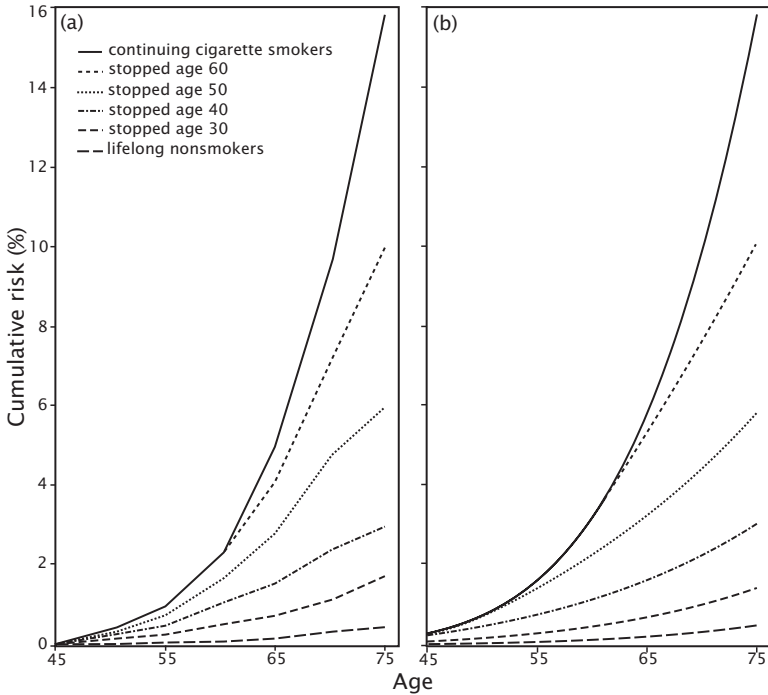 (a)
continuing cigarette smokers
stopped age 60
stopped age 50
stopped age 40
stopped age 30
lifelong nonsmokers
16
14
12
10
8
6
4
2
0
Cumulative risk (%)
45 55 65 75
(b)
45 55 65 75
Age